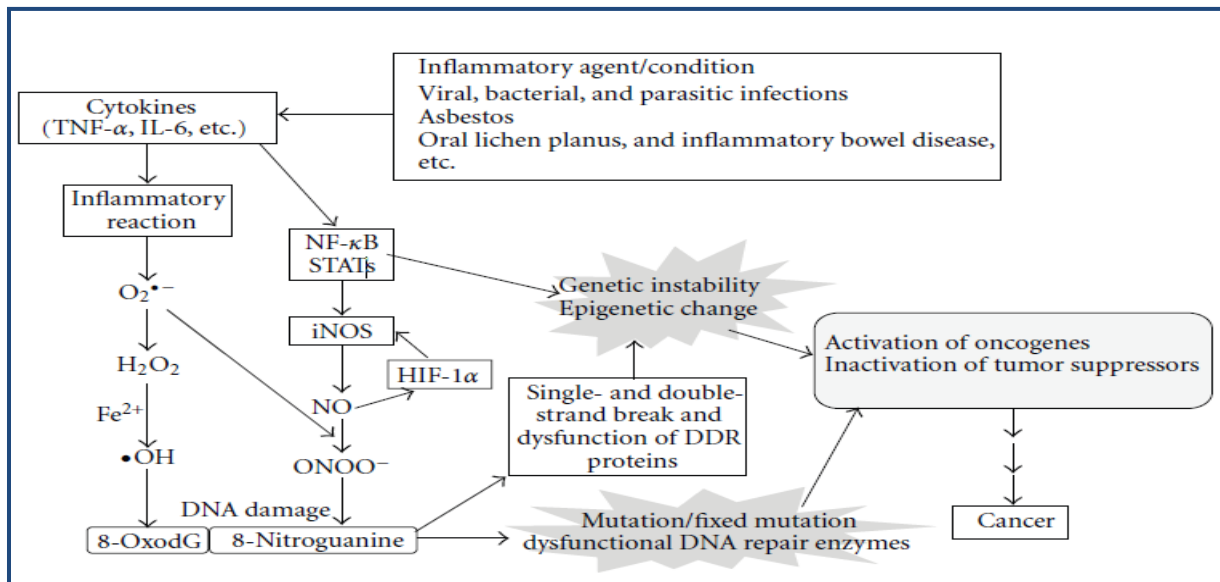 Inflammatory agent/condition
Viral, bacterial, and parasitic infections
Asbestos
Oral lichen planus, and inflammatory bowel disease,
etc.
Cytokines
(TNF-α, IL-6, etc.)
Inflammatory
reaction
NF-κB
STATs
O₂•−
Genetic instability
Epigenetic change
iNOS
Activation of oncogenes
Inactivation of tumor suppressors
H₂O₂
HIF-1α
Fe²⁺
NO
Single- and double-
strand break and
dysfunction of DDR
proteins
•OH
ONOO⁻
DNA damage
8-OxodG
8-Nitroguanine
Mutation/fixed mutation
dysfunctional DNA repair enzymes
Cancer